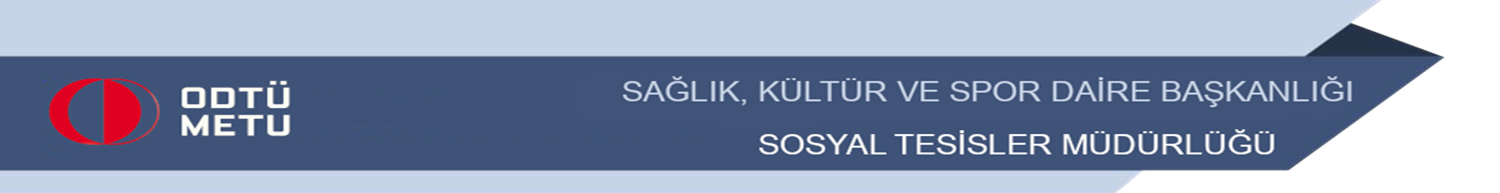 ODTÜ
METU
SAĞLIK, KÜLTÜR VE SPOR DAİRE BAŞKANLIĞI
SOSYAL TESİSLER MÜDÜRLÜĞÜ